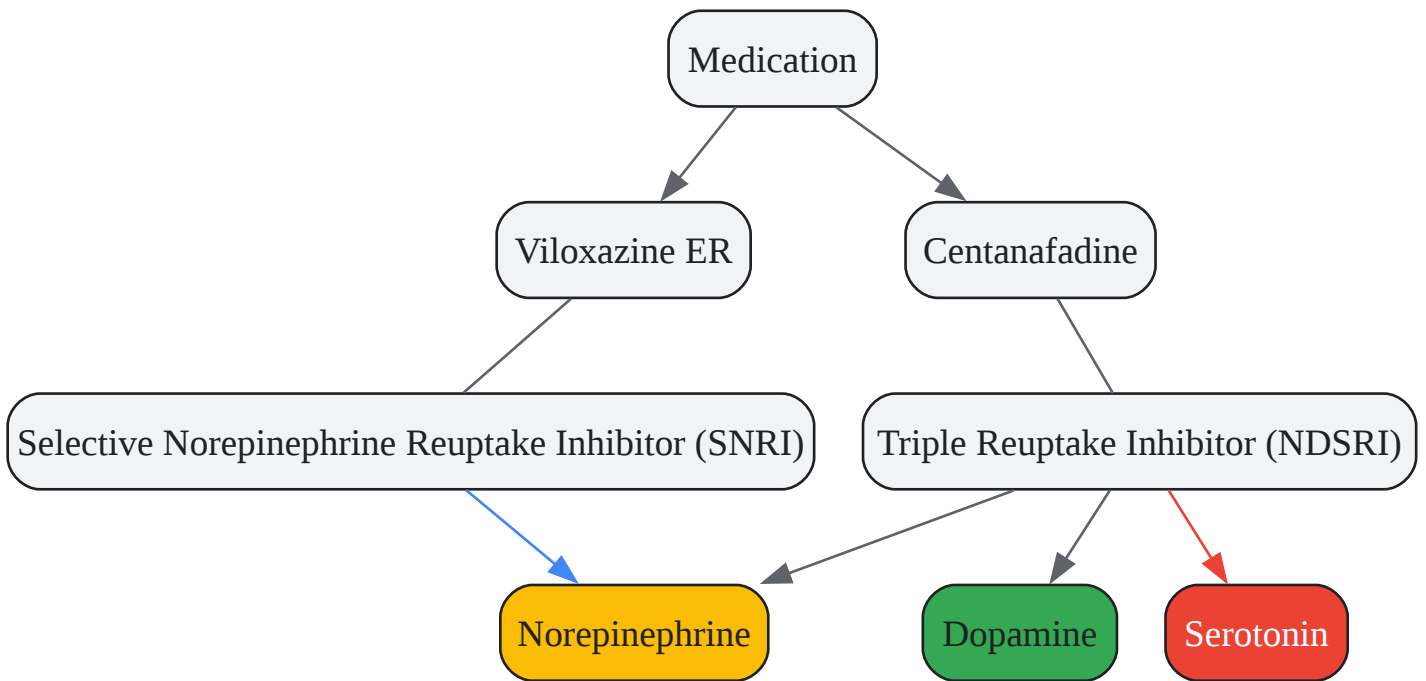 Medication
Viloxazine ER
Centanafadine
Selective Norepinephrine Reuptake Inhibitor (SNRI)
Triple Reuptake Inhibitor (NDSRI)
Norepinephrine
Dopamine
Serotonin